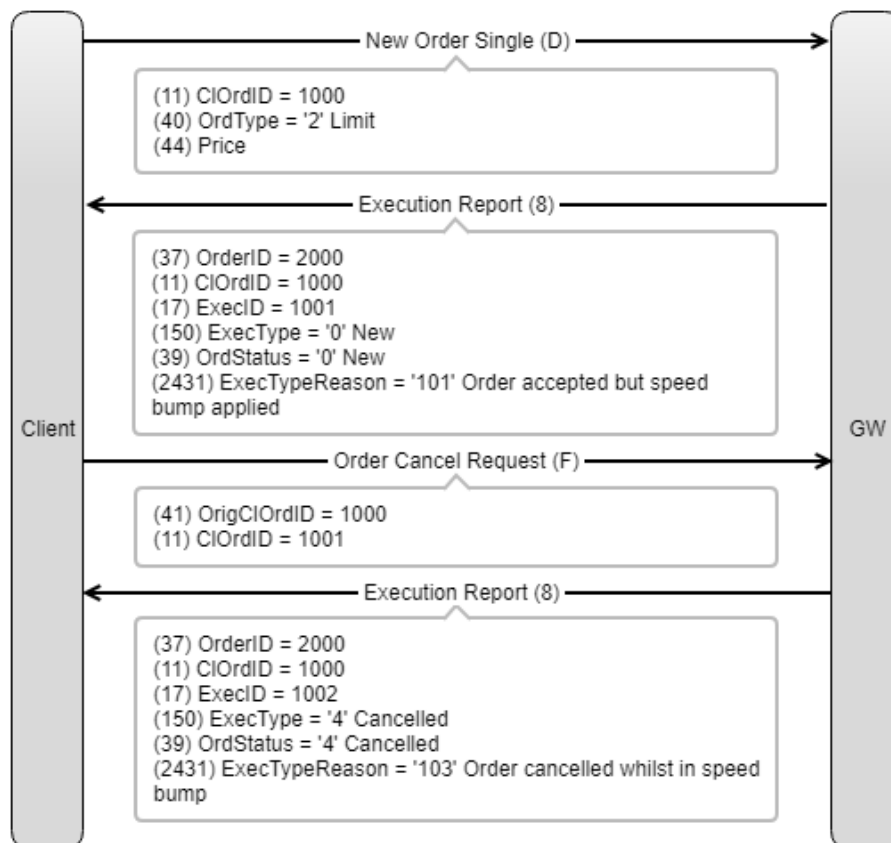 New Order Single (D)
(11) ClOrdID = 1000
(40) OrdType = '2' Limit
(44) Price
Execution Report (8)
(37) OrderID = 2000
(11) ClOrdID = 1000
(17) ExecID = 1001
(150) ExecType = '0' New
(39) OrdStatus = '0' New
(2431) ExecTypeReason = '101' Order accepted but speed
bump applied
Client
GW
Order Cancel Request (F)
(41) OrigClOrdID = 1000
(11) ClOrdID = 1001
Execution Report (8)
(37) OrderID = 2000
(11) ClOrdID = 1000
(17) ExecID = 1002
(150) ExecType = '4' Cancelled
(39) OrdStatus = '4' Cancelled
(2431) ExecTypeReason = '103' Order cancelled whilst in speed
bump